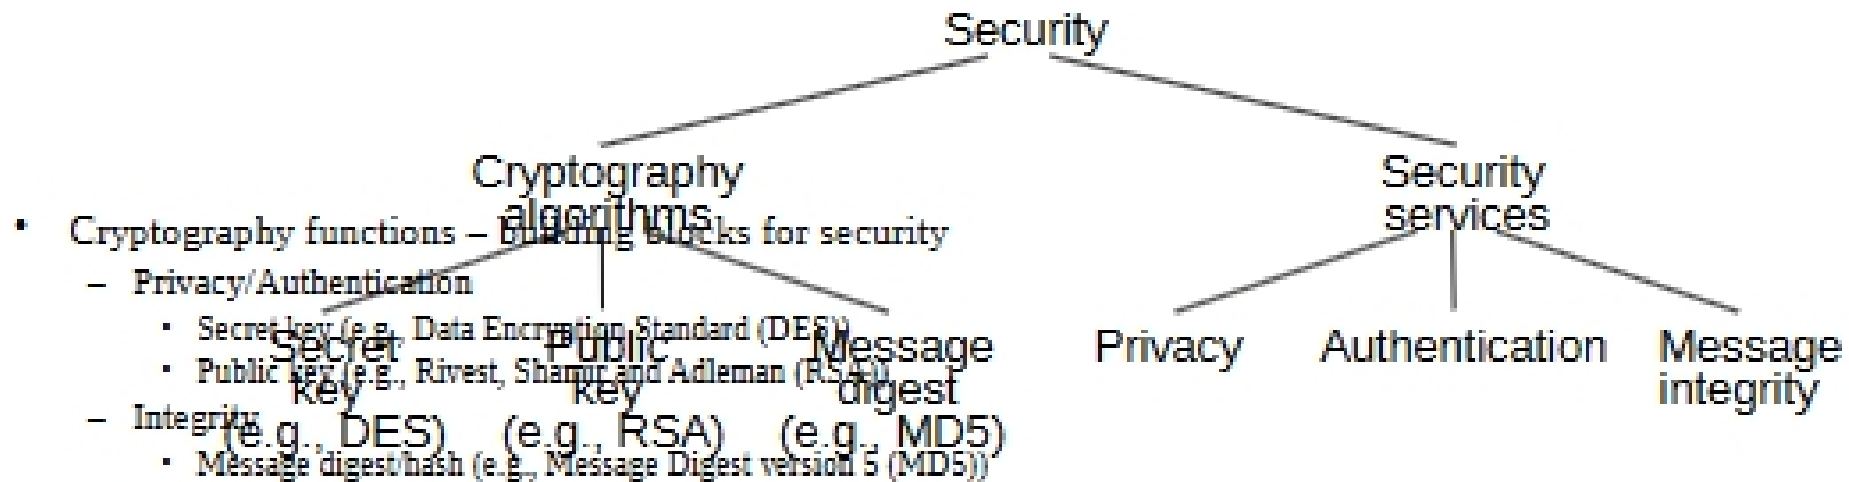 Security
Cryptography
algorithms
Security
services
• Cryptography functions – building blocks for security
– Privacy/Authentication
• Secret key (e.g., Data Encryption Standard (DES))
• Public key (e.g., Rivest, Shamir and Adleman (RSA))
– Integrity
• Message digest/hash (e.g., Message Digest version 5 (MD5))
Secret
key
(e.g., DES)
Public
key
(e.g., RSA)
Message
digest
(e.g., MD5)
Privacy
Authentication
Message
integrity